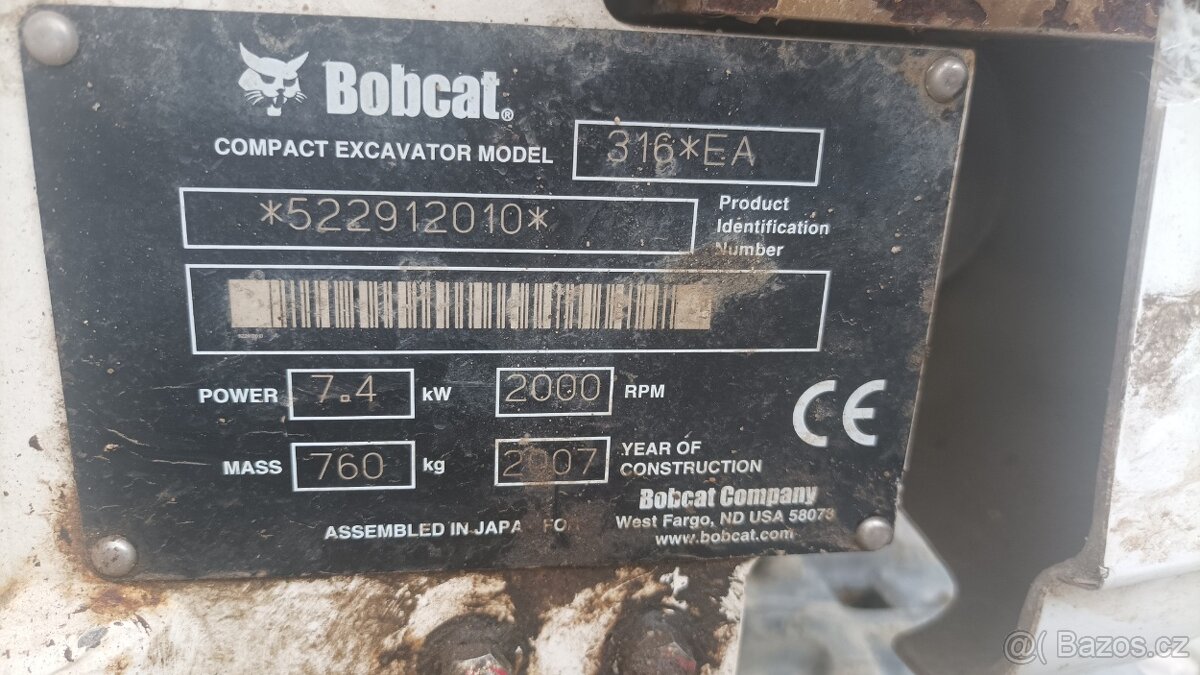 Bobcat®
COMPACT EXCAVATOR MODEL 316*EA
*522912010*
Product
Identification
Number
POWER 7.4 kW 2000 RPM
MASS 760 kg 2007 YEAR OF
CONSTRUCTION
Bobcat Company
ASSEMBLED IN JAPA FO West Fargo, ND USA 58078
www.bobcat.com
Bazos.cz